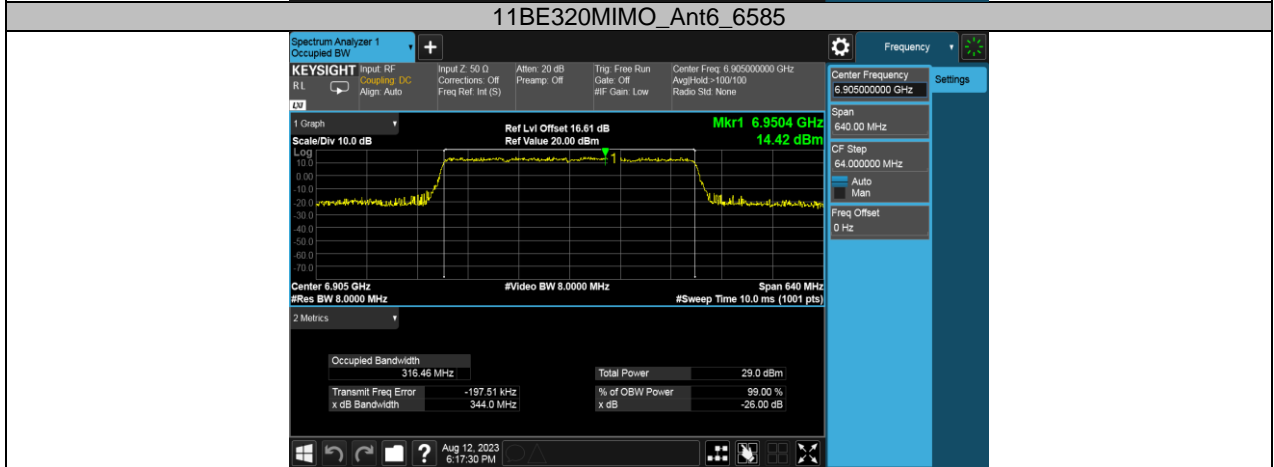 11BE320MIMO_Ant6_6585
Spectrum Analyzer 1
Occupied BW
+
Frequency
KEYSIGHT
RL
LXI
Input: RF
Coupling: DC
Align: Auto
Input Z: 50 Ω
Corrections: Off
Freq Ref: Int (S)
Atten: 20 dB
Preamp: Off
Trig: Free Run
Gate: Off
#IF Gain: Low
Center Freq: 6.905000000 GHz
Avg|Hold:>100/100
Radio Std: None
Center Frequency
6.905000000 GHz
Settings
Span
640.00 MHz
CF Step
64.000000 MHz
Auto
Man
Freq Offset
0 Hz
1 Graph
Scale/Div 10.0 dB
Ref Lvl Offset 16.61 dB
Ref Value 20.00 dBm
Mkr1 6.9504 GHz
14.42 dBm
Log
10.0
0.00
-10.0
-20.0
-30.0
-40.0
-50.0
-60.0
-70.0
1
Center 6.905 GHz
#Res BW 8.0000 MHz
#Video BW 8.0000 MHz
Span 640 MHz
#Sweep Time 10.0 ms (1001 pts)
2 Metrics
Occupied Bandwidth
316.46 MHz
Total Power 29.0 dBm
Transmit Freq Error -197.51 kHz
% of OBW Power 99.00 %
x dB Bandwidth 344.0 MHz
x dB -26.00 dB
?
Aug 12, 2023
6:17:30 PM